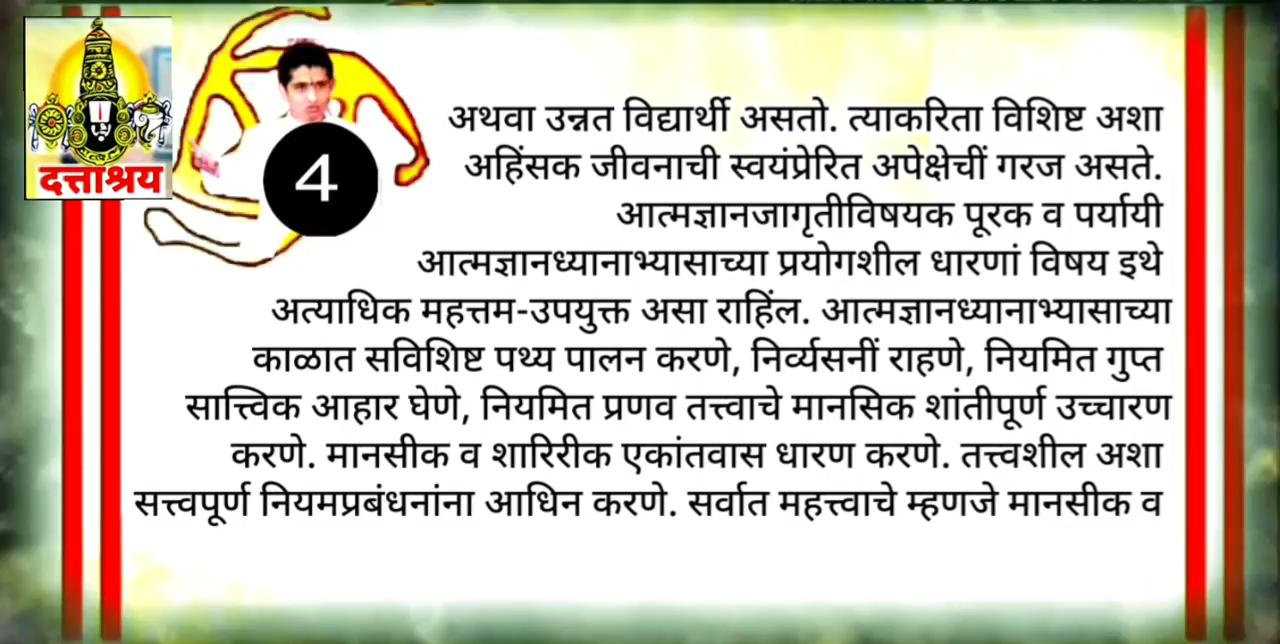 दत्ताश्रय
4
अथवा उन्नत विद्यार्थी असतो. त्याकरिता विशिष्ट अशा
अहिंसक जीवनाची स्वयंप्रेरित अपेक्षेचीं गरज असते.
आत्मज्ञानजागृतीविषयक पूरक व पर्यायी
आत्मज्ञानध्यानाभ्यासाच्या प्रयोगशील धारणां विषय इथे
अत्याधिक महत्तम-उपयुक्त असा राहिंल. आत्मज्ञानध्यानाभ्यासाच्या
काळात सविशिष्ट पथ्य पालन करणे, निर्व्यसनीं राहणे, नियमित गुप्त
सात्त्विक आहार घेणे, नियमित प्रणव तत्त्वाचे मानसिक शांतीपूर्ण उच्चारण
करणे. मानसीक व शारिरीक एकांतवास धारण करणे. तत्त्वशील अशा
सत्त्वपूर्ण नियमप्रबंधनांना आधिन करणे. सर्वात महत्त्वाचे म्हणजे मानसीक व